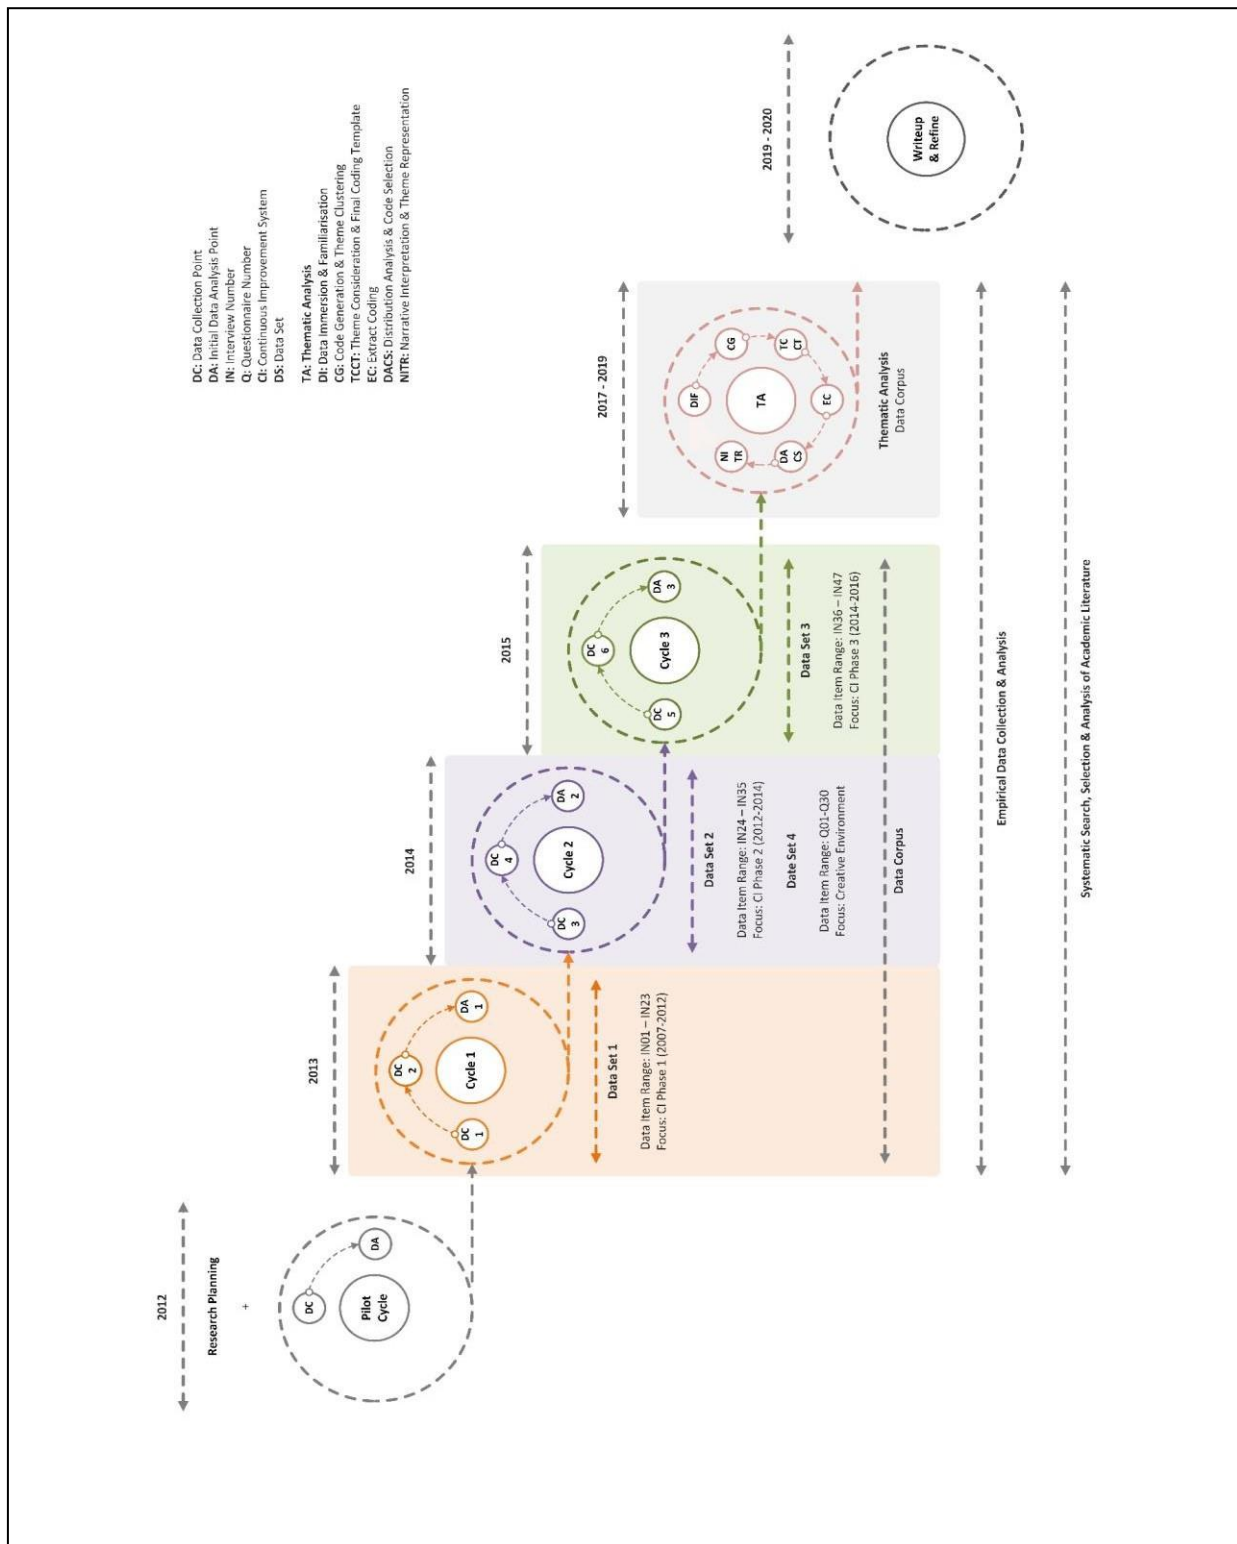 2012
Research Planning
+
DC
DA
Pilot
Cycle
2013
DC
1
DC
2
DA
1
Cycle 1
Data Set 1
Data Item Range: IN01 – IN23
Focus: CI Phase 1 (2007-2012)
2014
DC
3
DC
4
DA
2
Cycle 2
Data Set 2
Data Item Range: IN24 – IN35
Focus: CI Phase 2 (2012-2014)
Date Set 4
Data Item Range: Q01-Q30
Focus: Creative Environment
2015
DC
5
DC
6
DA
3
Cycle 3
Data Set 3
Data Item Range: IN36 – IN47
Focus: CI Phase 3 (2014-2016)
Data Corpus
2017 - 2019
DIF
CG
TC
CT
EC
DA
CS
NI
TR
TA
Thematic Analysis
Data Corpus
2019 - 2020
Writeup
& Refine
Empirical Data Collection & Analysis
Systematic Search, Selection & Analysis of Academic Literature
DC: Data Collection Point
DA: Initial Data Analysis Point
IN: Interview Number
Q: Questionnaire Number
CI: Continuous Improvement System
DS: Data Set
TA: Thematic Analysis
DI: Data Immersion & Familiarisation
CG: Code Generation & Theme Clustering
TCCT: Theme Consideration & Final Coding Template
EC: Extract Coding
DACS: Distribution Analysis & Code Selection
NITR: Narrative Interpretation & Theme Representation